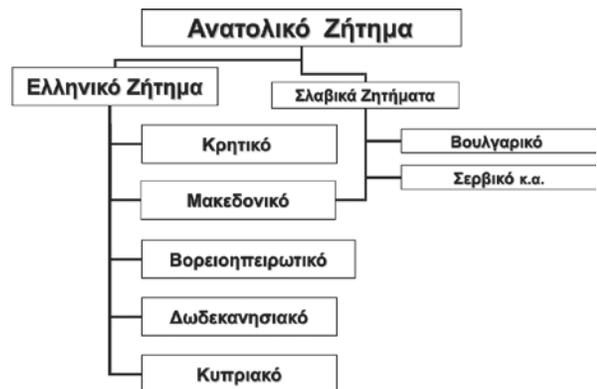 Ανατολικό Ζήτημα
Ελληνικό Ζήτημα
Σλαβικά Ζητήματα
Κρητικό
Βουλγαρικό
Σερβικό κ.α.
Μακεδονικό
Βορειοηπειρωτικό
Δωδεκανησιακό
Κυπριακό